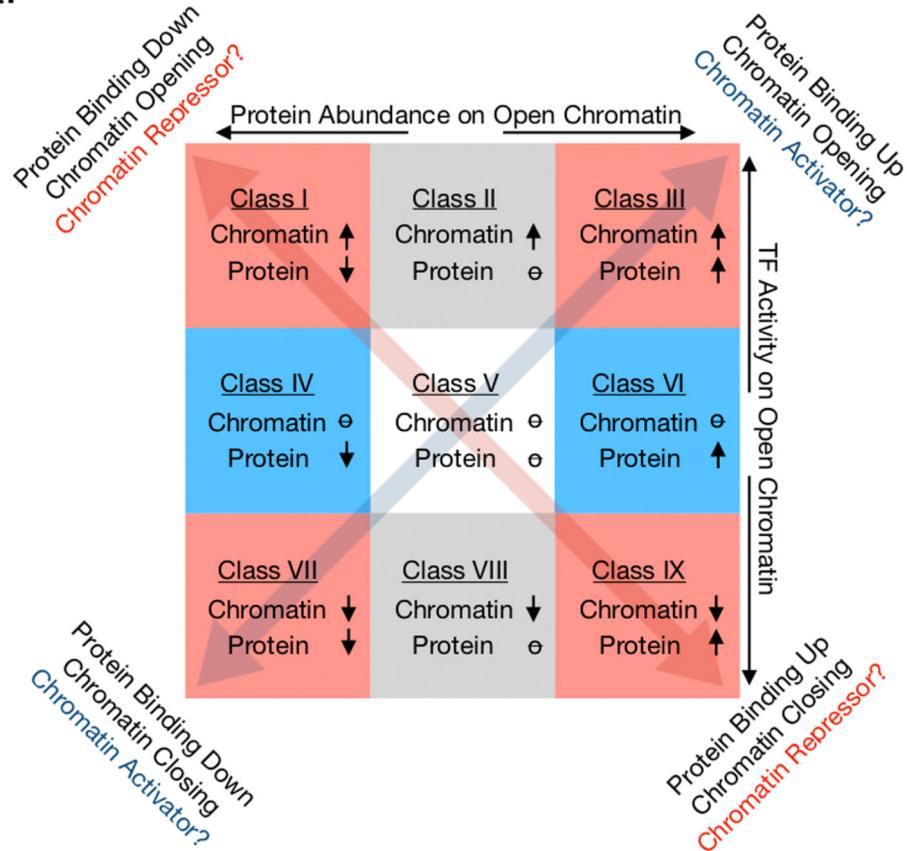 Protein Binding Down
Chromatin Opening
Chromatin Repressor?
Protein Binding Up
Chromatin Opening
Chromatin Activator?
Protein Abundance on Open Chromatin
TF Activity on Open Chromatin
Class I
Chromatin ↑
Protein ↓
Class II
Chromatin ↑
Protein ⊖
Class III
Chromatin ↑
Protein ↑
Class IV
Chromatin ⊖
Protein ↓
Class V
Chromatin ⊖
Protein ⊖
Class VI
Chromatin ⊖
Protein ↑
Class VII
Chromatin ↓
Protein ↓
Class VIII
Chromatin ↓
Protein ⊖
Class IX
Chromatin ↓
Protein ↑
Protein Binding Down
Chromatin Closing
Chromatin Activator?
Protein Binding Up
Chromatin Closing
Chromatin Repressor?